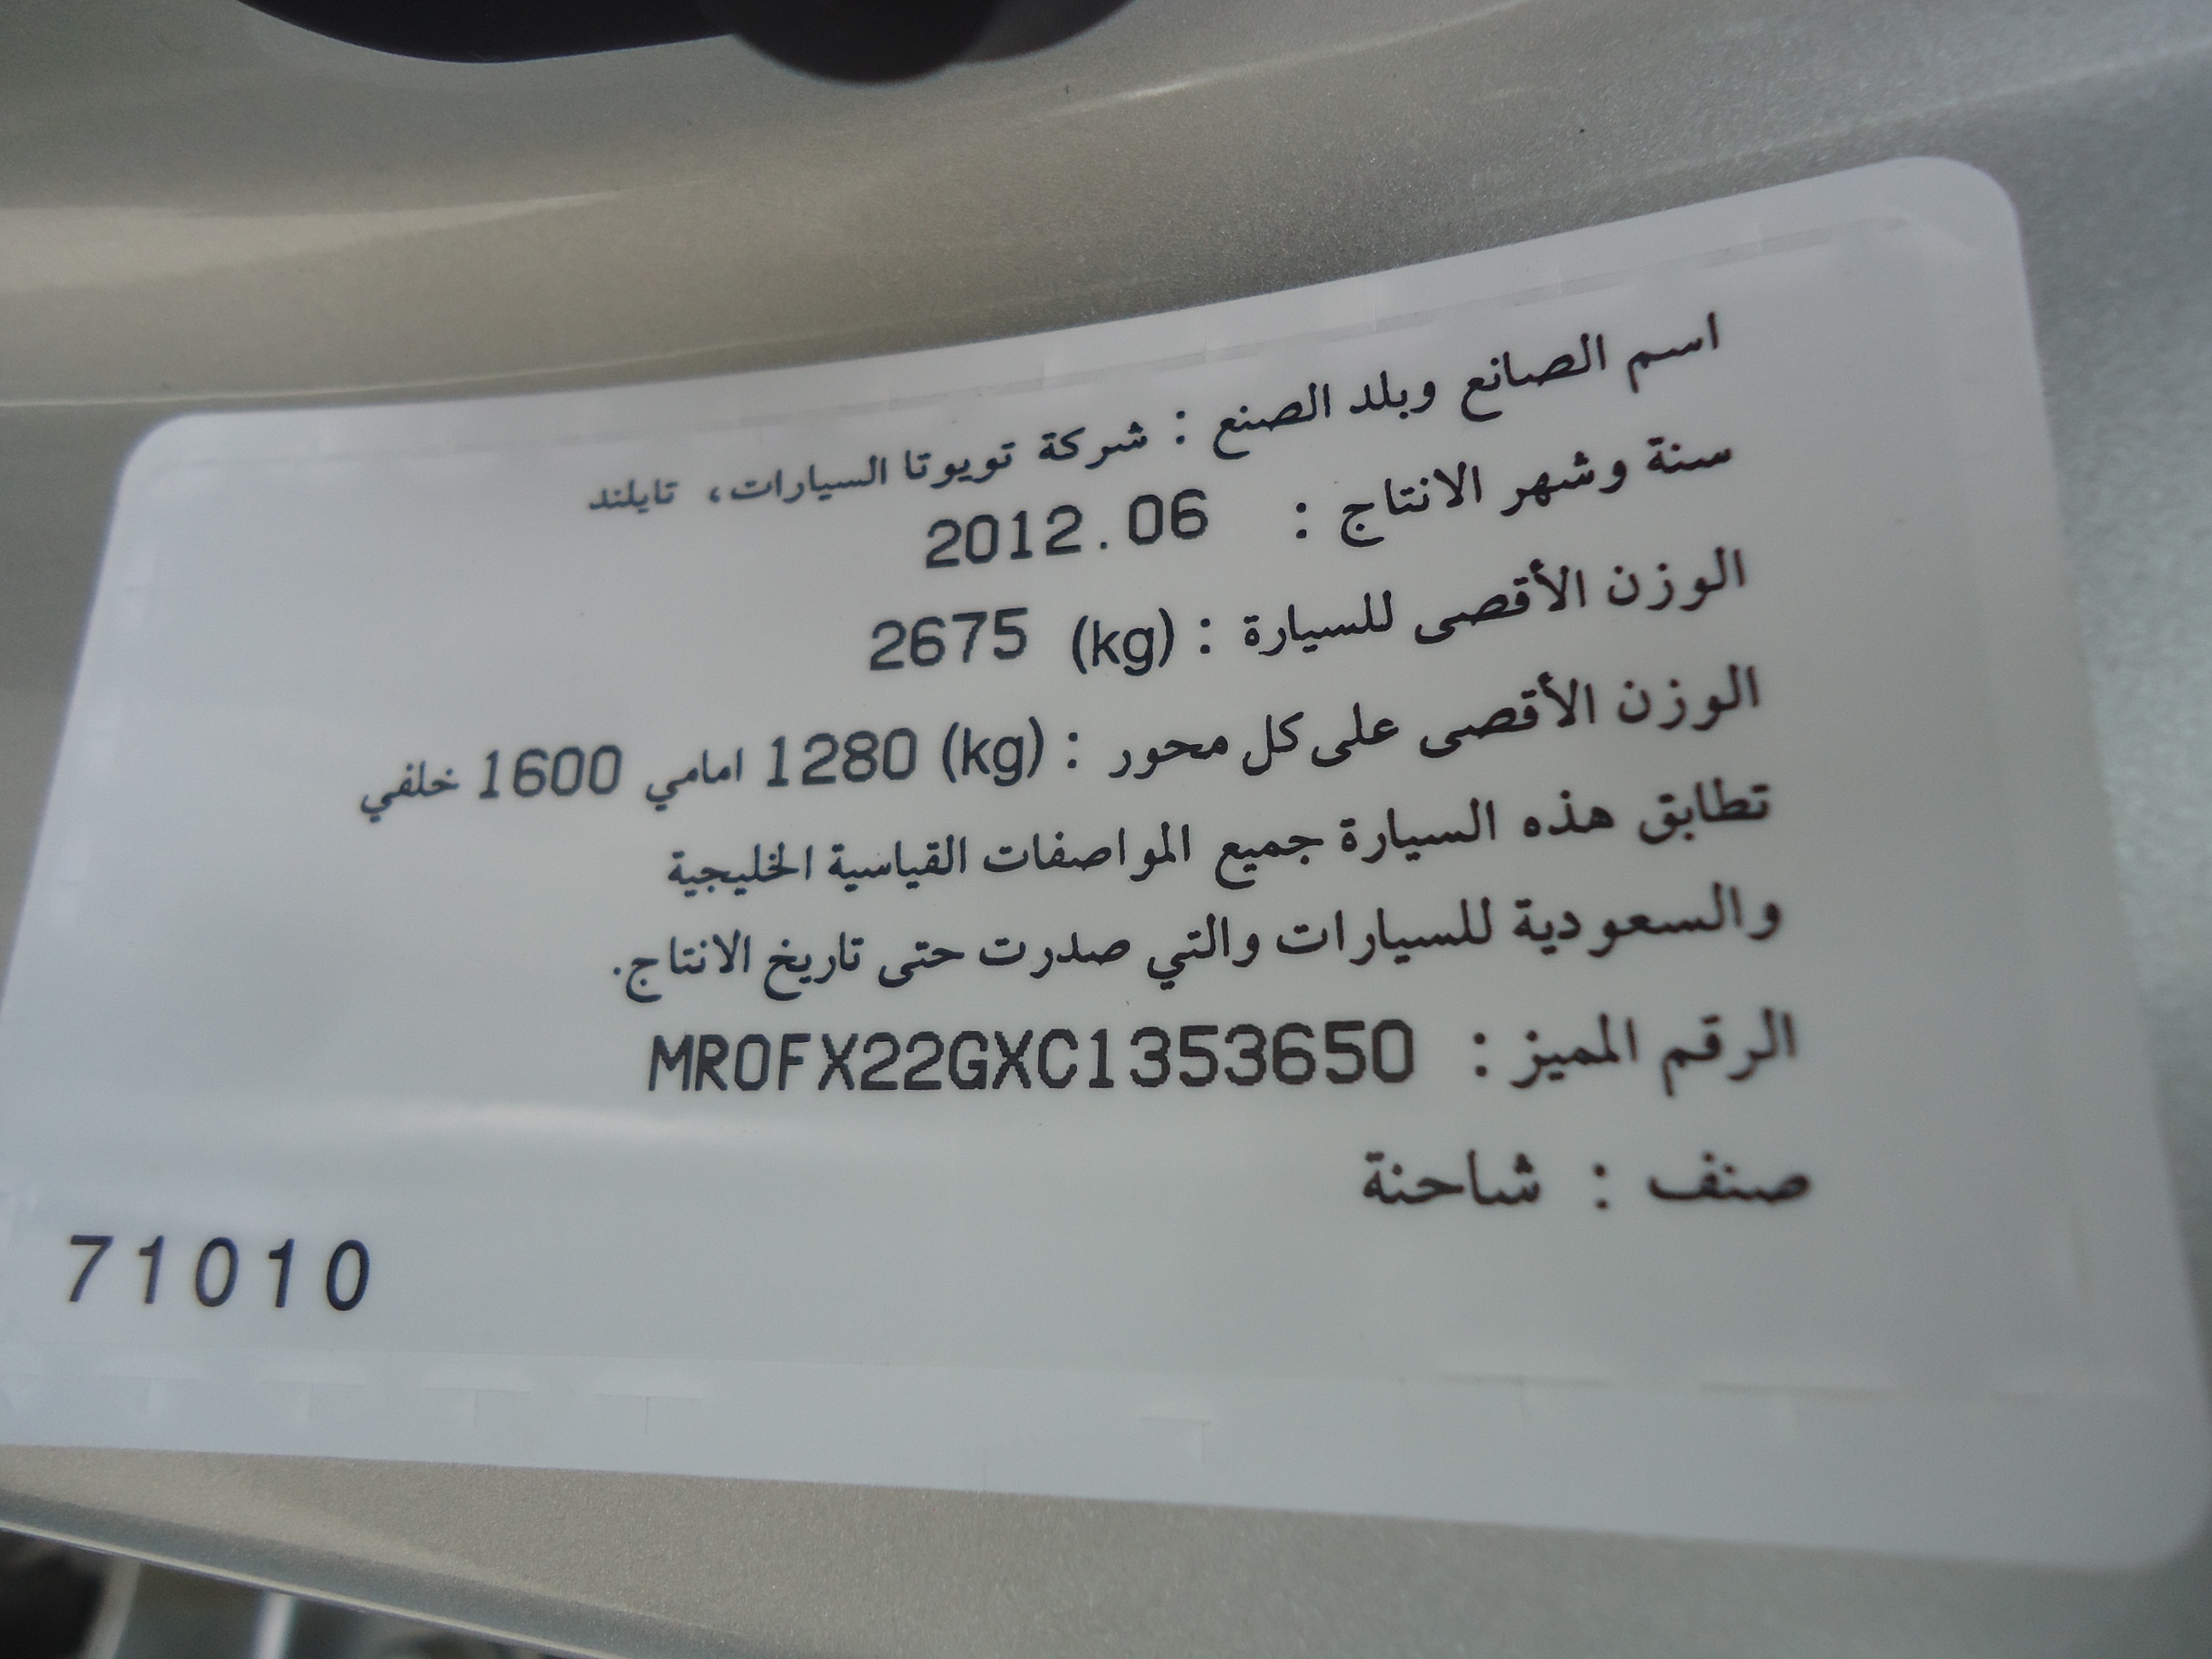 اسم الصانع وبلد الصنع : شركة تويوتا السيارات، تايلند
سنة وشهر الانتاج : 2012.06
الوزن الأقصى للسيارة : (kg) 2675
الوزن الأقصى على كل محور : (kg) 1280 امامي 1600 خلفي
تطابق هذه السيارة جميع المواصفات القياسية الخليجية
والسعودية للسيارات والتي صدرت حتى تاريخ الانتاج.
الرقم المميز : MR0FX22GXC1353650
صنف : شاحنة
71010